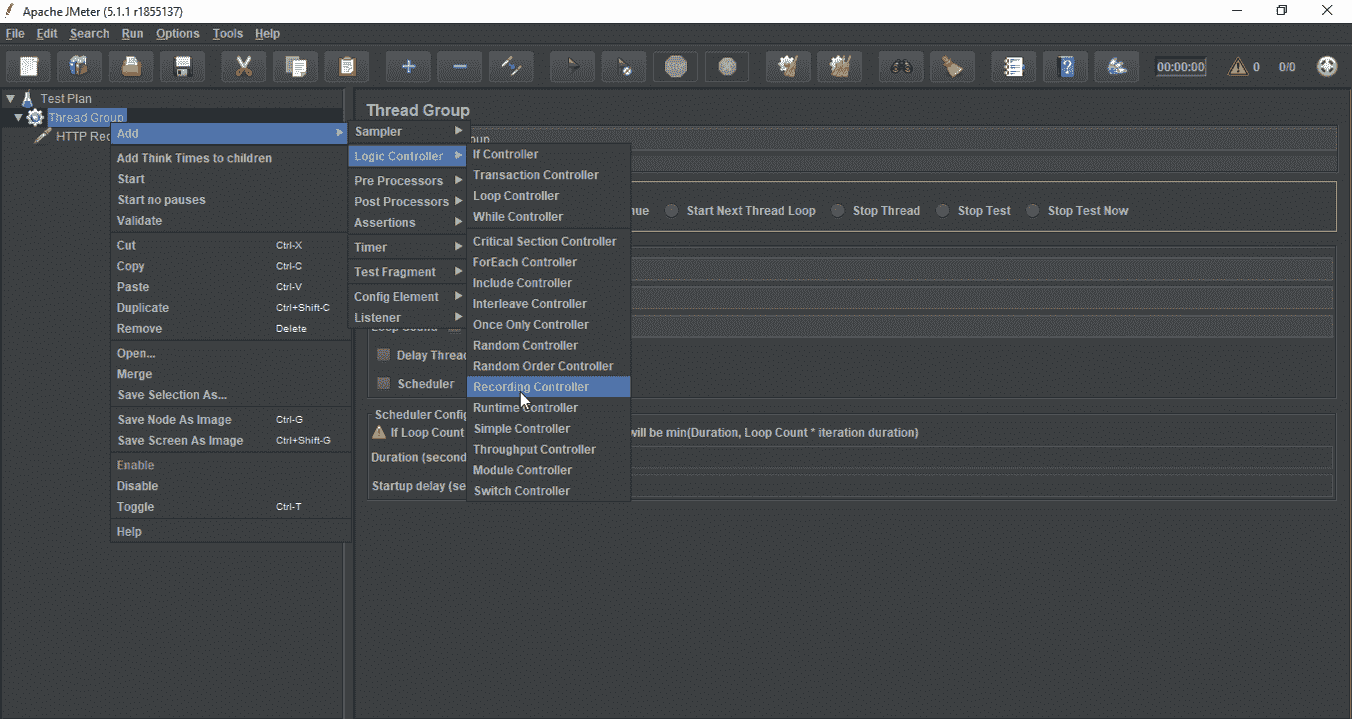 Apache JMeter (5.1.1 r1855137)
File Edit Search Run Options Tools Help
00:00:00 0 0/0
Test Plan
Thread Group
HTTP Rec
Add
Add Think Times to children
Start
Start no pauses
Validate
Cut Ctrl-X
Copy Ctrl-C
Paste Ctrl-V
Duplicate Ctrl+Shift-C
Remove Delete
Open...
Merge
Save Selection As...
Save Node As Image Ctrl-G
Save Screen As Image Ctrl+Shift-G
Enable
Disable
Toggle Ctrl-T
Help
Sampler
Logic Controller
Pre Processors
Post Processors
Assertions
Timer
Test Fragment
Config Element
Listener
If Controller
Transaction Controller
Loop Controller
While Controller
Critical Section Controller
ForEach Controller
Include Controller
Interleave Controller
Once Only Controller
Random Controller
Random Order Controller
Recording Controller
Runtime Controller
Simple Controller
Throughput Controller
Module Controller
Switch Controller
Thread Group
oup
nue Start Next Thread Loop Stop Thread Stop Test Stop Test Now
Delay Threa
Scheduler
Scheduler Config
If Loop Count will be min(Duration, Loop Count * iteration duration)
Duration (second
Startup delay (se